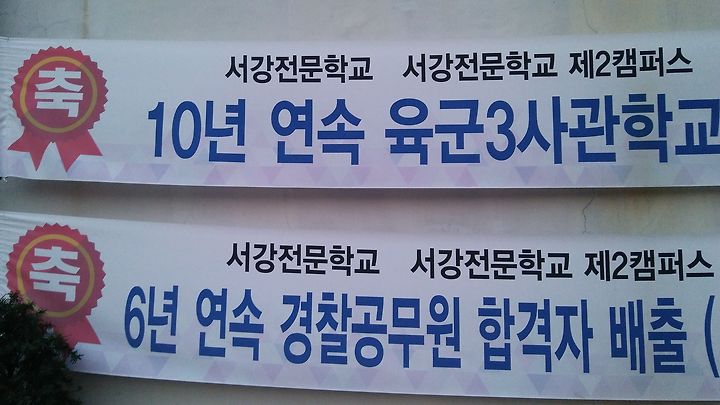 축
서강전문학교 서강전문학교 제2캠퍼스
10년 연속 육군3사관학교
축
서강전문학교 서강전문학교 제2캠퍼스
6년 연속 경찰공무원 합격자 배출 (